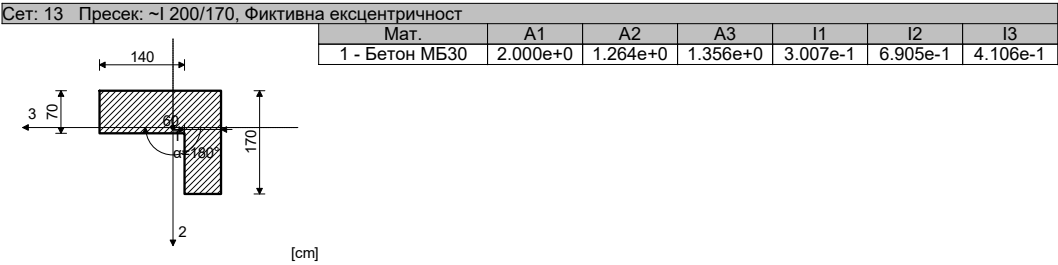 Сет: 13 Пресек: ~I 200/170, Фиктивна ексцентричност
Мат. A1 A2 A3 I1 I2 I3
1 - Бетон МБ30 2.000e+0 1.264e+0 1.356e+0 3.007e-1 6.905e-1 4.106e-1
140
70
3
60
170
α=180°
2
[cm]